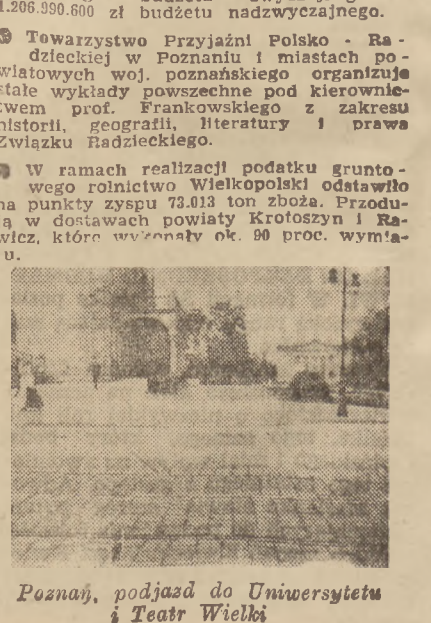 1.206.990.600 zł budżetu nadzwyczajnego.
Towarzystwo Przyjaźni Polsko - Ra-
dzieckiej w Poznaniu i miastach po-
wiatowych woj. poznańskiego organizuje
stałe wykłady powszechne pod kierownic-
twem prof. Frankowskiego z zakresu
historii, geografii, literatury i prawa
Związku Radzieckiego.
W ramach realizacji podatku grunto-
wego rolnictwo Wielkopolski odstawiło
na punkty zsypu 73.013 ton zboża. Przodu-
ją w dostawach powiaty Krotoszyn i Ra-
wicz, które wykonały ok. 90 proc. wymia-
ru.
Poznań, podjazd do Uniwersytetu
i Teatr Wielki